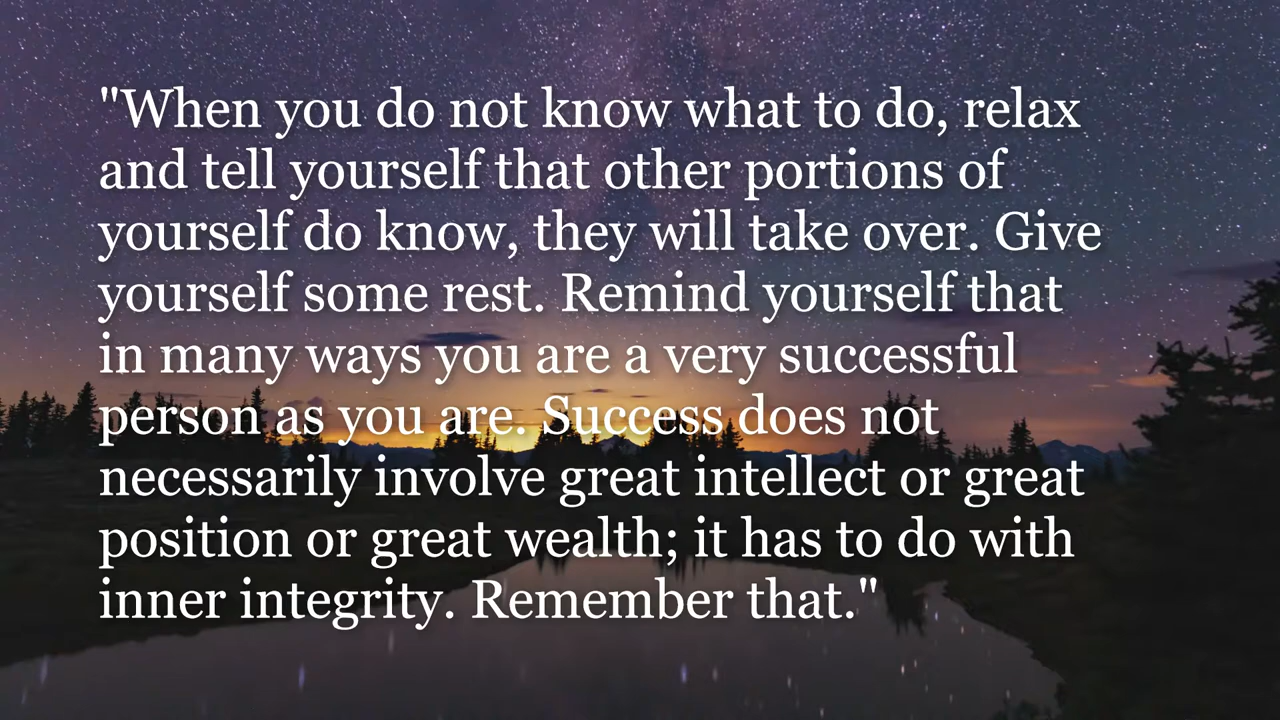 "When you do not know what to do, relax
and tell yourself that other portions of
yourself do know, they will take over. Give
yourself some rest. Remind yourself that
in many ways you are a very successful
person as you are. Success does not
necessarily involve great intellect or great
position or great wealth; it has to do with
inner integrity. Remember that."